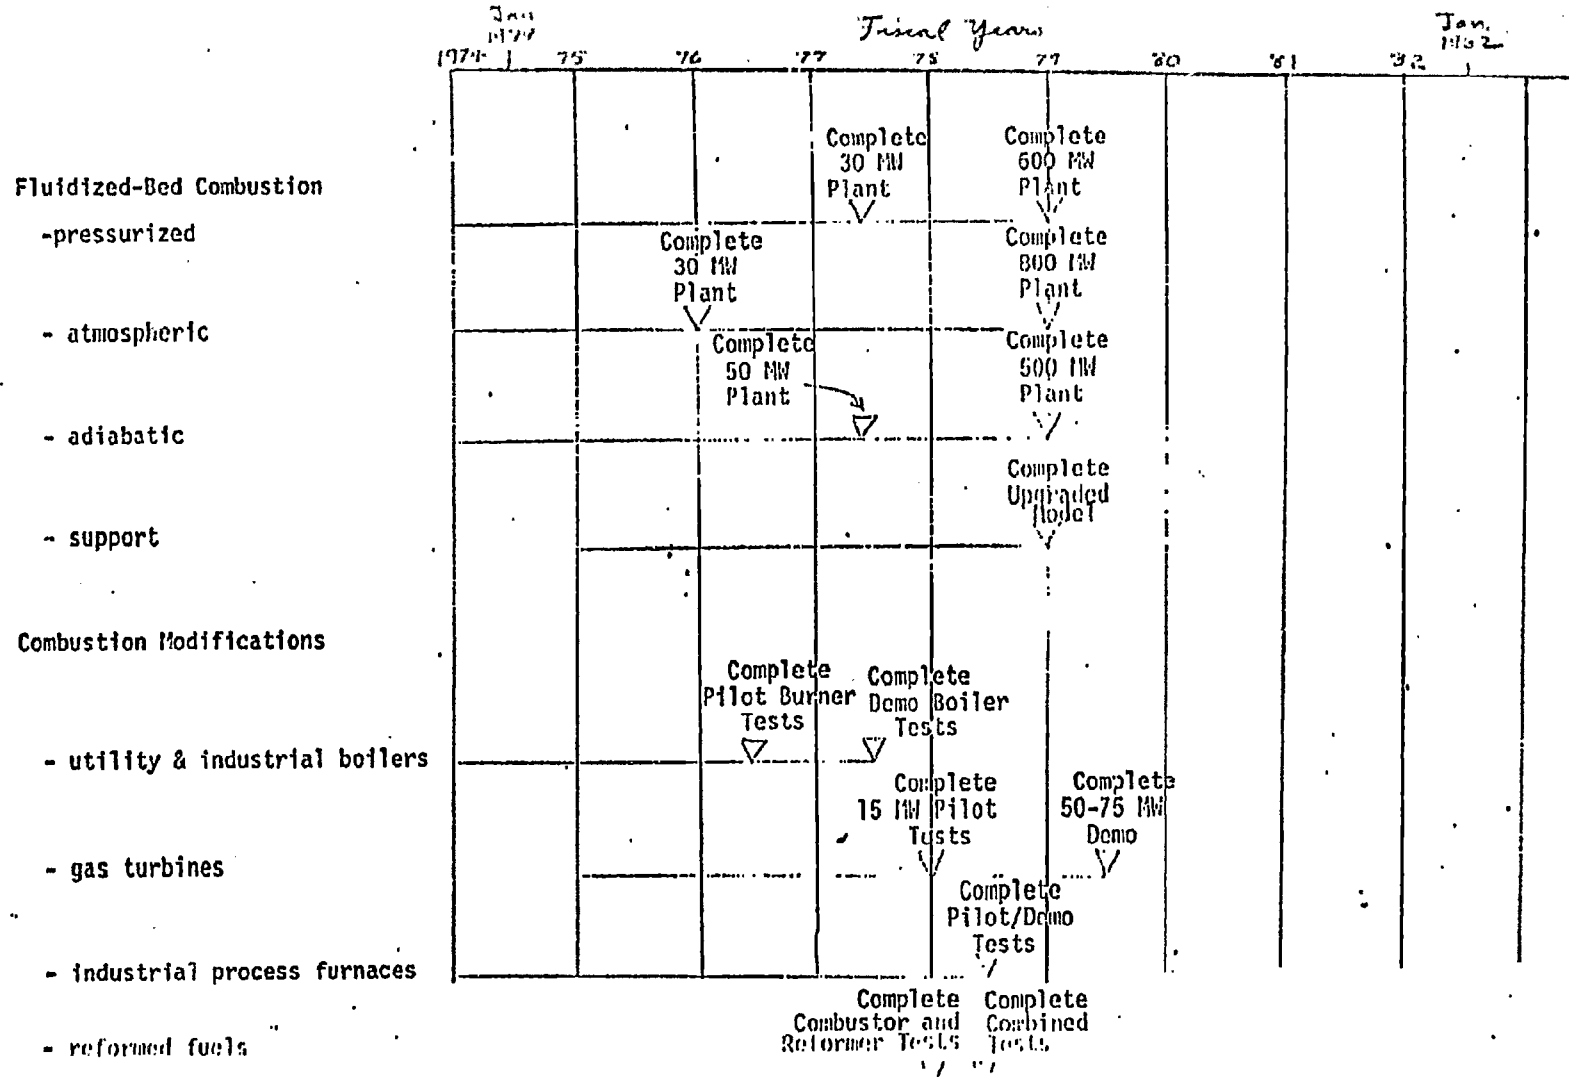 Jan
Fiscal Years
Jan.
1974 75 76 77 78 79 80 81 82
Complete
30 MW
Plant
Complete
600 MW
Plant
Fluidized-Bed Combustion
-pressurized
Complete
30 MW
Plant
Complete
800 MW
Plant
- atmospheric
Complete
50 MW
Plant
Complete
500 MW
Plant
- adiabatic
Complete
Upgraded
Model
- support
Combustion Modifications
Complete
Pilot Burner
Tests
Complete
Demo Boiler
Tests
- utility & industrial boilers
Complete
15 MW Pilot
Tests
Complete
50-75 MW
Demo
- gas turbines
Complete
Pilot/Demo
Tests
- industrial process furnaces
Complete
Combustor and
Reformer Tests
Complete
Combined
Tests
- reformed fuels